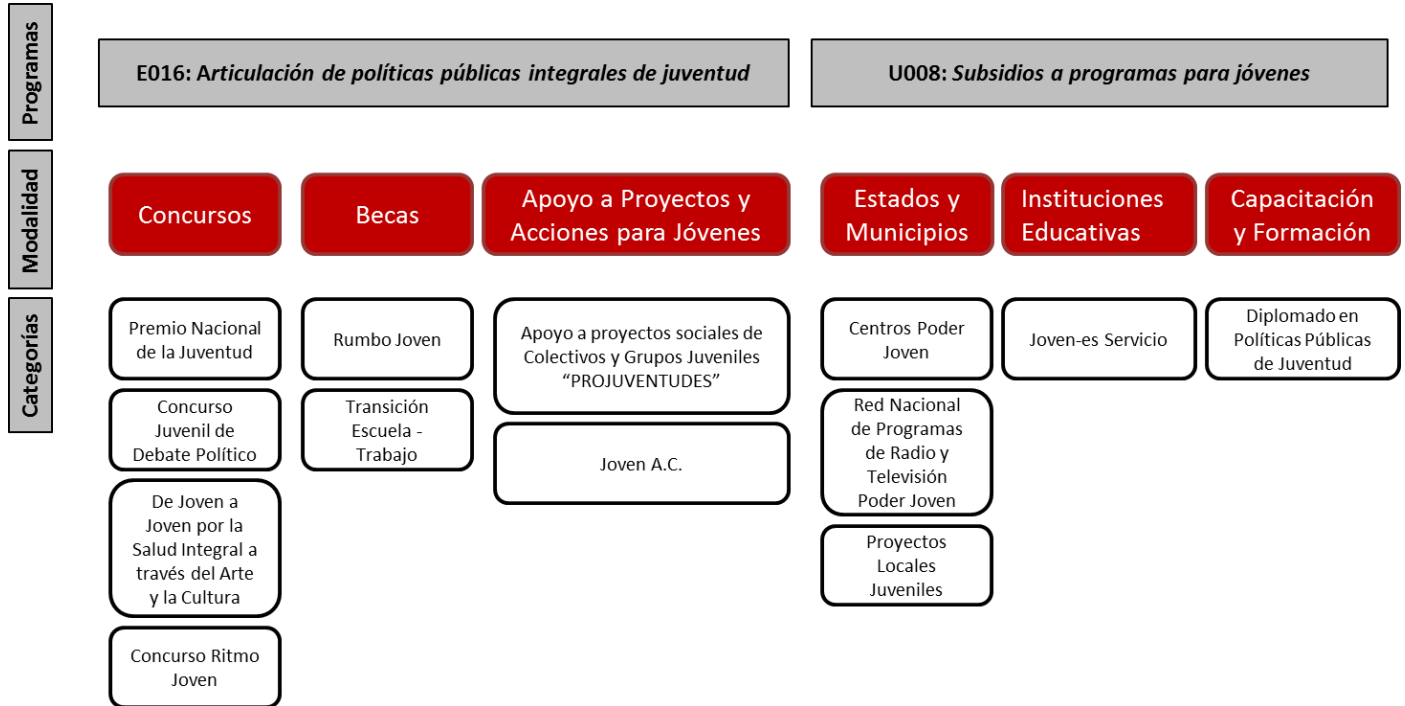 Programas
E016: Articulación de políticas públicas integrales de juventud
U008: Subsidios a programas para jóvenes
Modalidad
Concursos
Becas
Apoyo a Proyectos y
Acciones para Jóvenes
Estados y
Municipios
Instituciones
Educativas
Capacitación
y Formación
Categorías
Premio Nacional
de la Juventud
Concurso
Juvenil de
Debate Político
De Joven a
Joven por la
Salud Integral a
través del Arte
y la Cultura
Concurso Ritmo
Joven
Rumbo Joven
Transición
Escuela -
Trabajo
Apoyo a proyectos sociales de
Colectivos y Grupos Juveniles
“PROJUVENTUDES”
Joven A.C.
Centros Poder
Joven
Red Nacional
de Programas
de Radio y
Televisión
Poder Joven
Proyectos
Locales
Juveniles
Joven-es Servicio
Diplomado en
Políticas Públicas
de Juventud